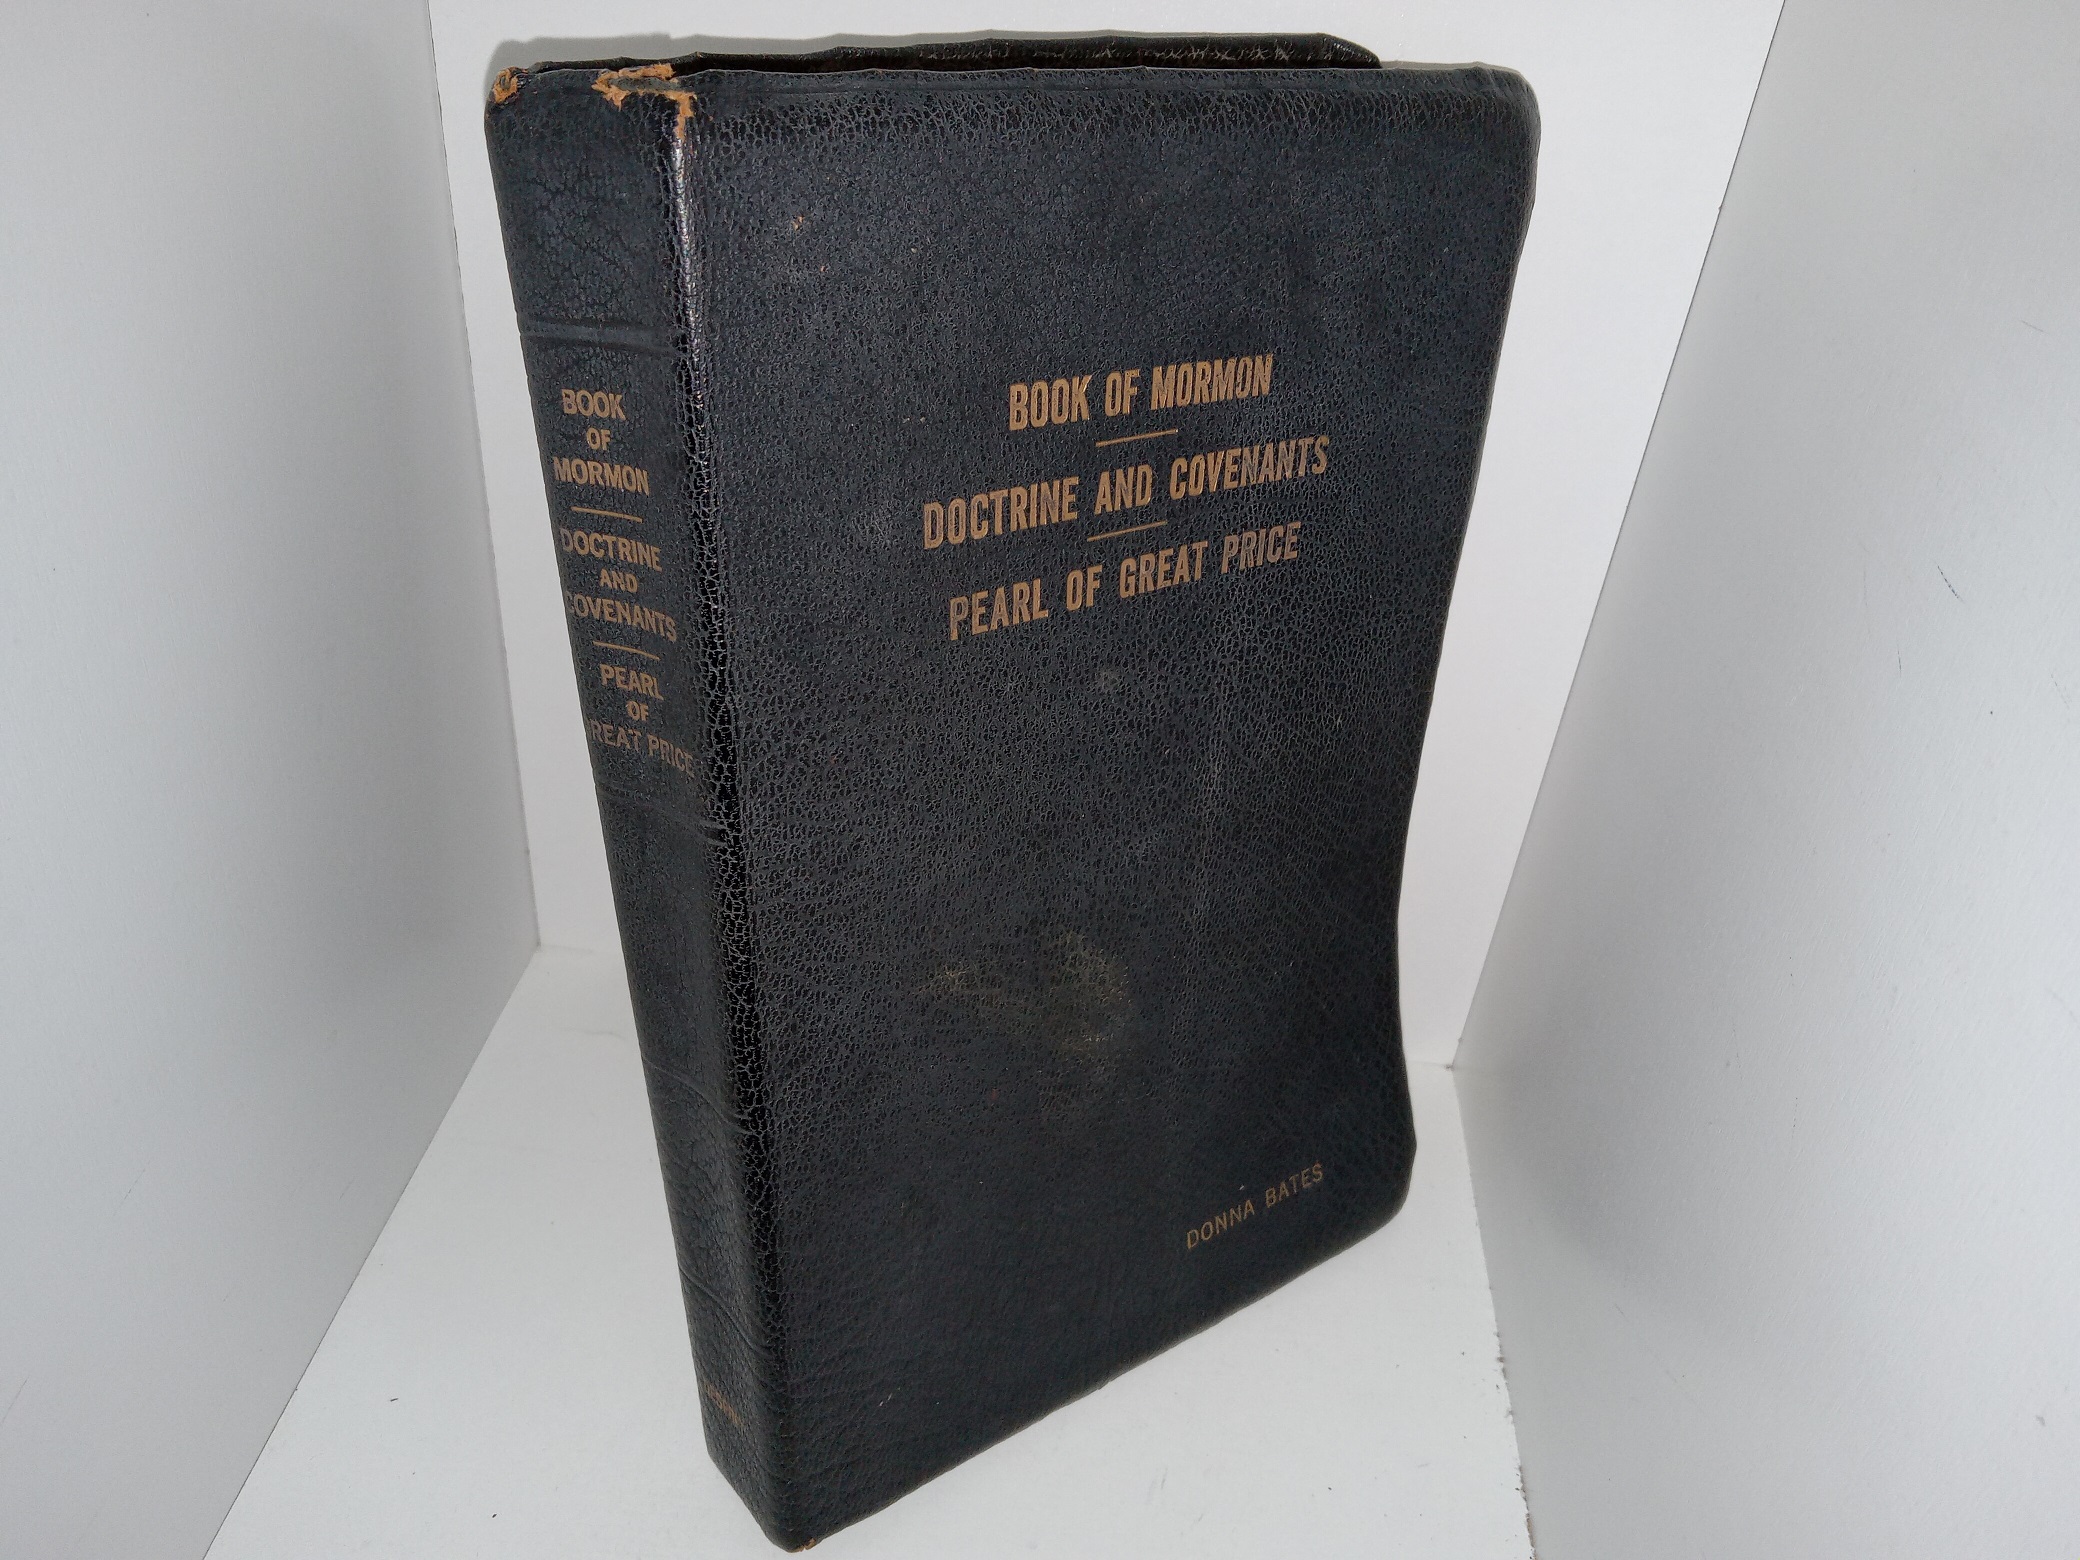 BOOK
OF
MORMON
DOCTRINE
AND
COVENANTS
PEARL
OF
REAT PRICE
BOOK OF MORMON
DOCTRINE AND COVENANTS
PEARL OF GREAT PRICE
DONNA BATES